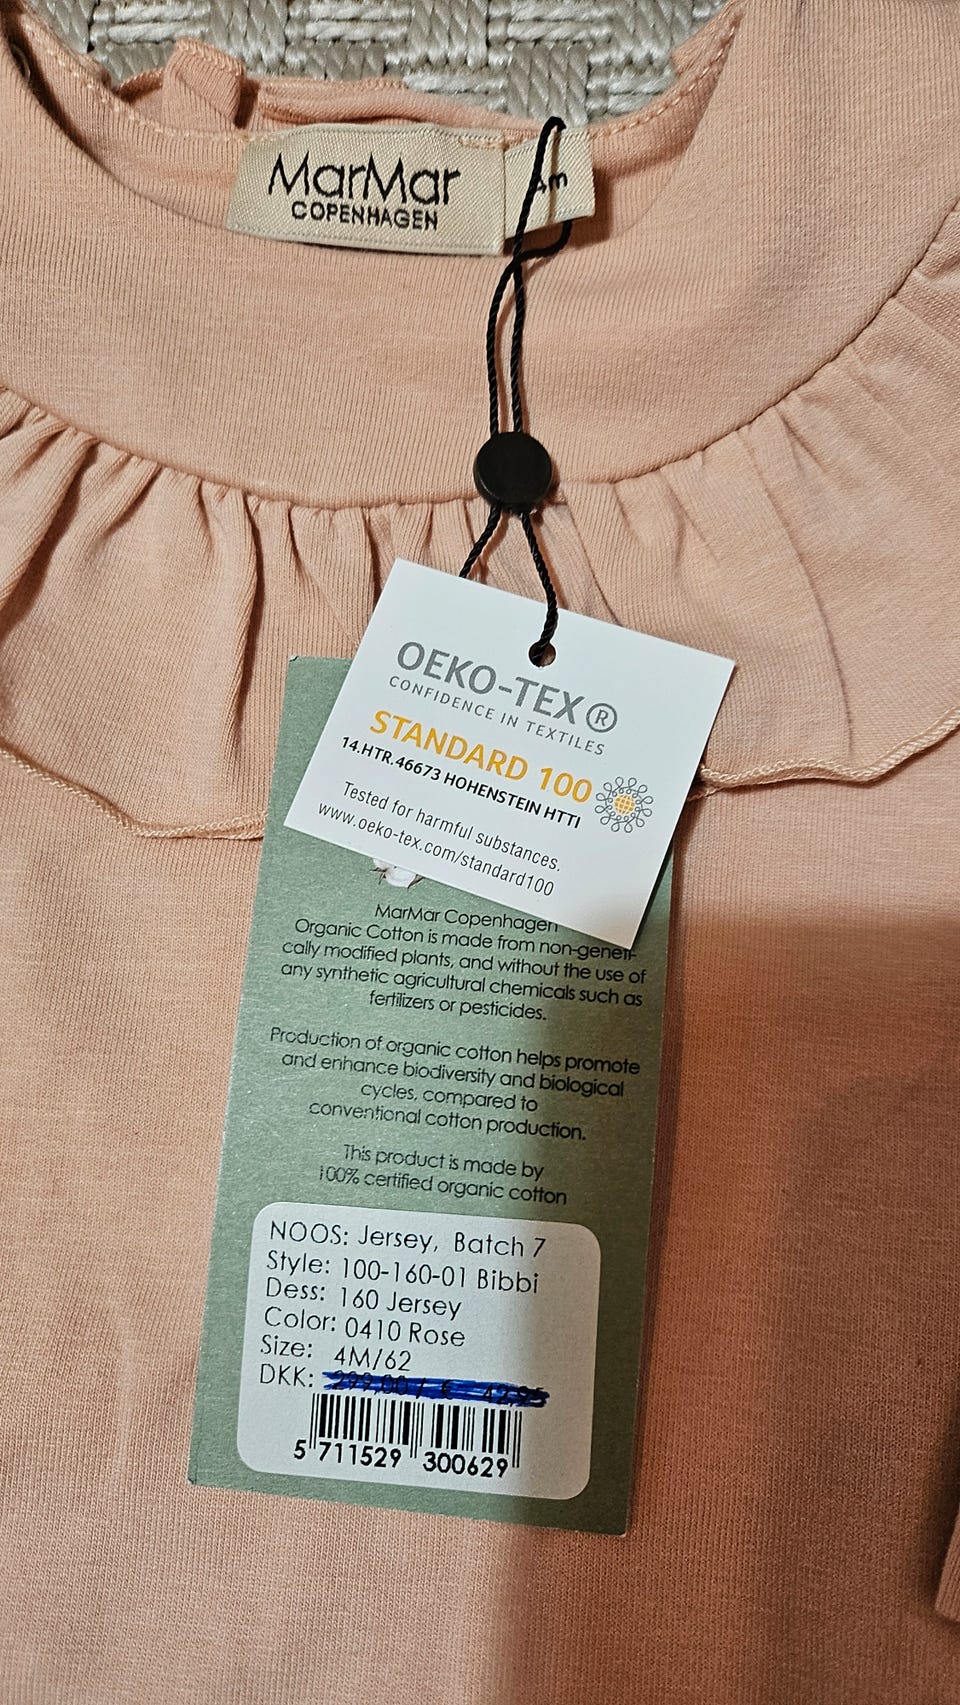 MarMar
COPENHAGEN
4m
OEKO-TEX®
CONFIDENCE IN TEXTILES
STANDARD 100
14.HTR.46673 HOHENSTEIN HTTI
Tested for harmful substances.
www.oeko-tex.com/standard100
MarMar Copenhagen
Organic Cotton is made from non-geneti-
cally modified plants, and without the use of
any synthetic agricultural chemicals such as
fertilizers or pesticides.
Production of organic cotton helps promote
and enhance biodiversity and biological
cycles, compared to
conventional cotton production.
This product is made by
100% certified organic cotton
NOOS: Jersey, Batch 7
Style: 100-160-01 Bibbi
Dess: 160 Jersey
Color: 0410 Rose
Size: 4M/62
DKK: 299,00 / € 42,95
5 711529 300629